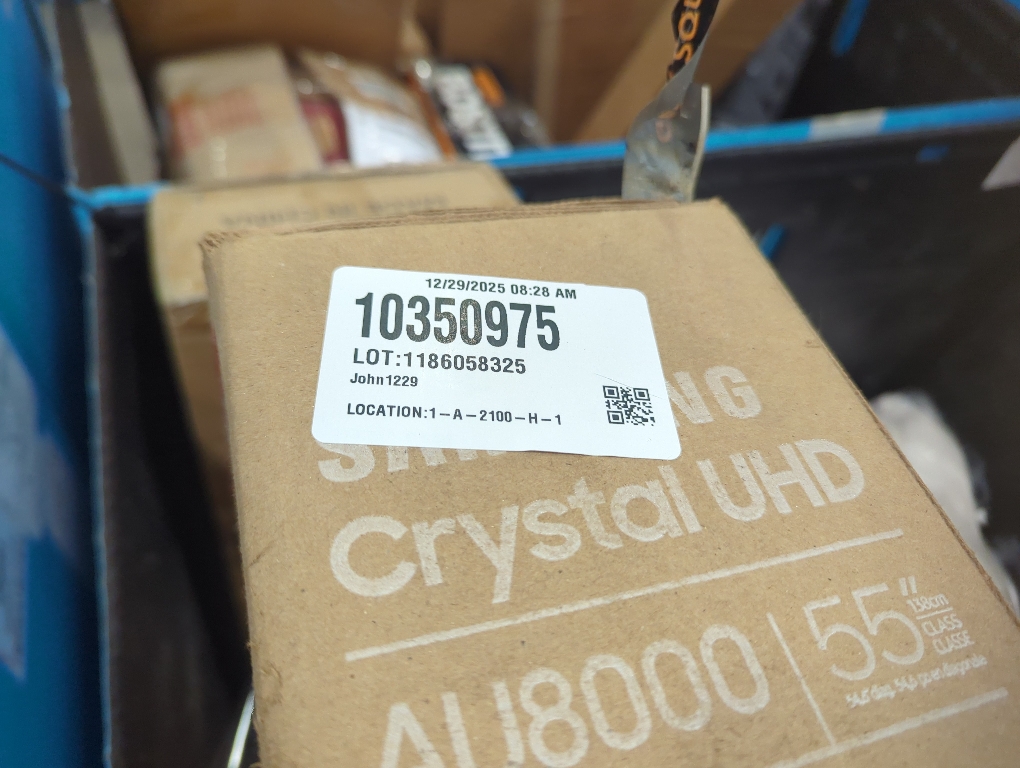 12/29/2025 08:28 AM
10350975
LOT:1186058325
John1229
LOCATION:1-A-2100-H-1
Crystal UHD
AU8000
55"
138cm
CLASS
CLASSE